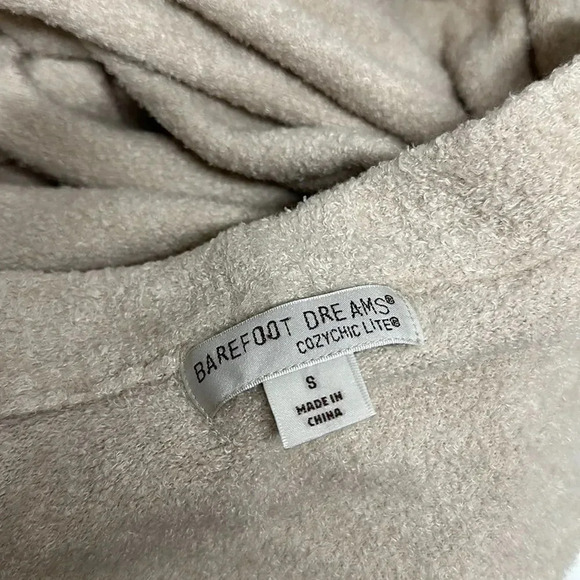 BAREFOOT DREAMS®
COZYCHIC LITE®
S
MADE IN
CHINA